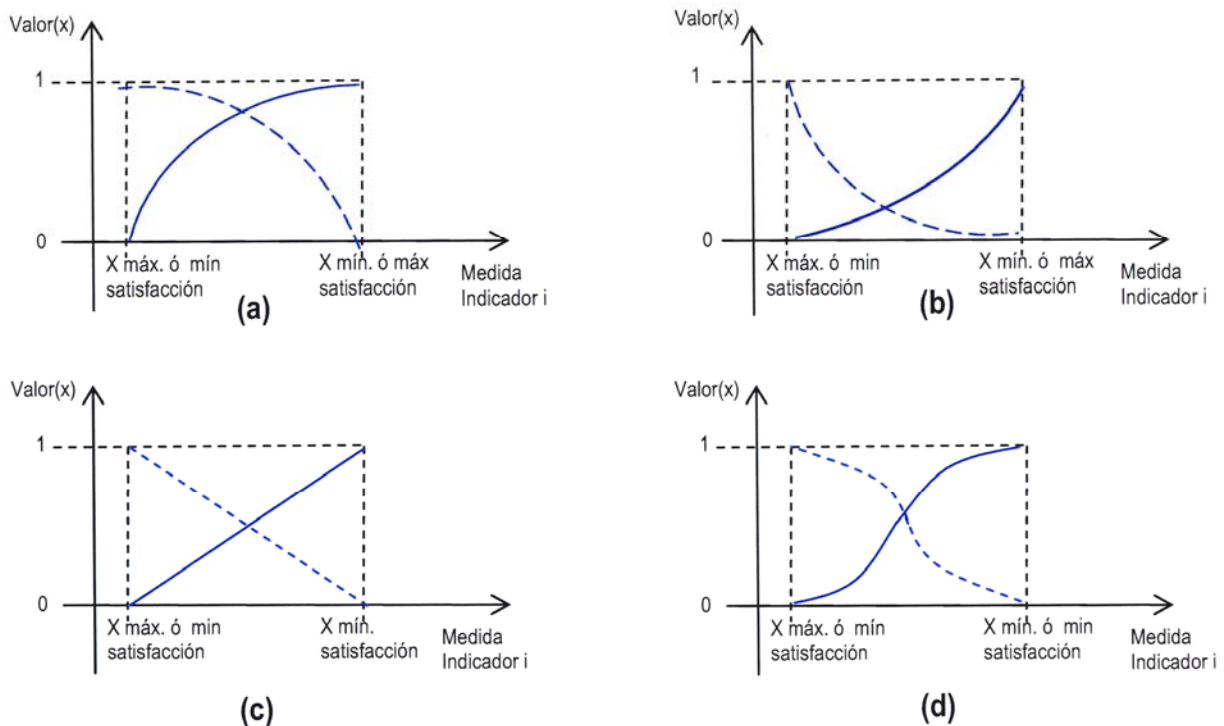 Valor(x)
1
0
X máx. ó mín
satisfacción
X mín. ó máx
satisfacción
Medida
Indicador i
(a)
Valor(x)
1
0
X máx. ó min
satisfacción
X mín. ó máx
satisfacción
Medida
Indicador i
(b)
Valor(x)
1
0
X máx. ó min
satisfacción
X mín.
satisfacción
Medida
Indicador i
(c)
Valor(x)
1
0
X máx. ó mín
satisfacción
X mín. ó min
satisfacción
Medida
Indicador i
(d)